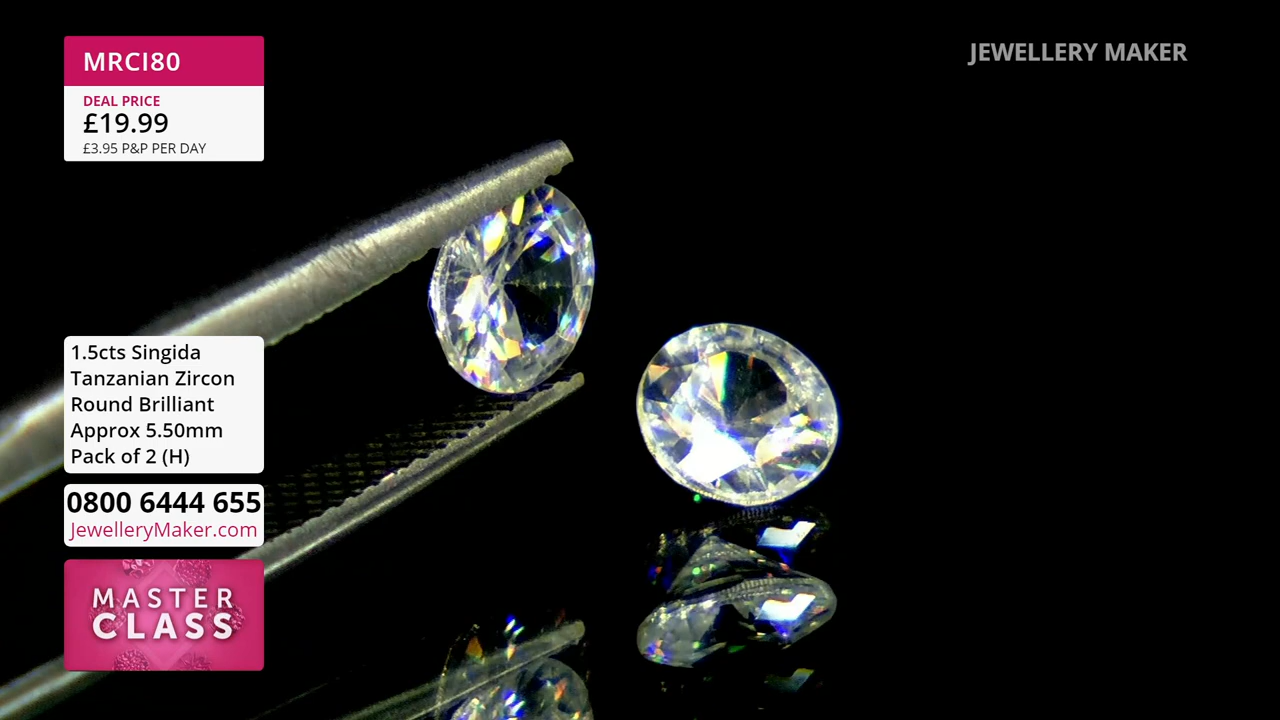 MRCI80
DEAL PRICE
£19.99
£3.95 P&P PER DAY
JEWELLERY MAKER
1.5cts Singida
Tanzanian Zircon
Round Brilliant
Approx 5.50mm
Pack of 2 (H)
0800 6444 655
JewelleryMaker.com
MASTER
CLASS